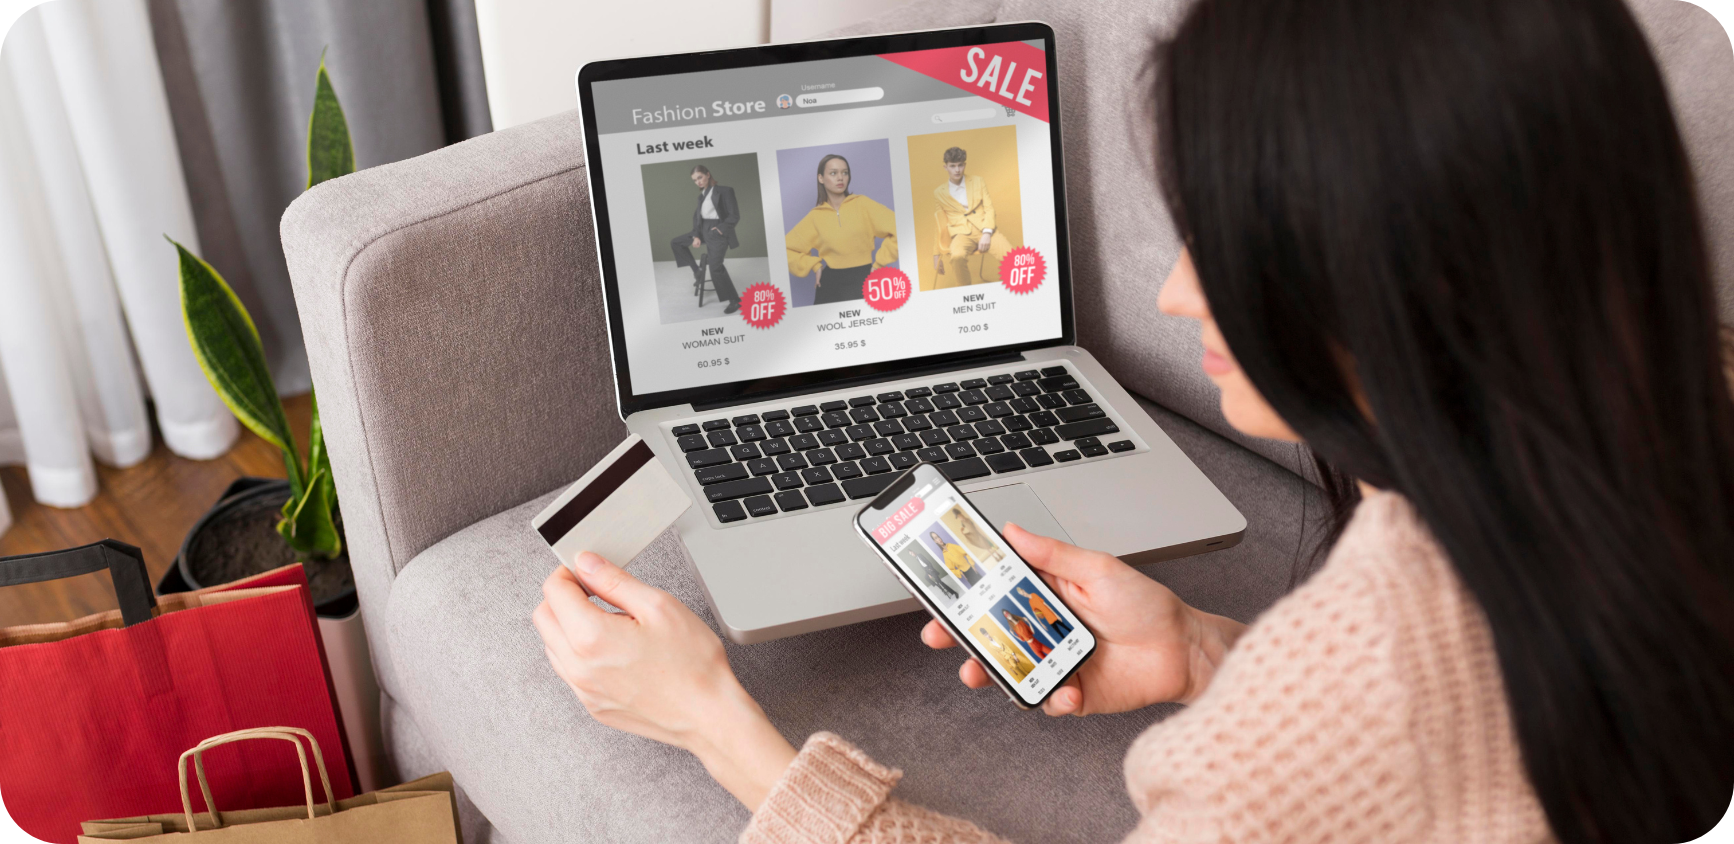 SALE
Username
Fashion Store
Noa
Last week
80%
OFF
50%
OFF
80%
OFF
NEW
WOMAN SUIT
60.95 $
NEW
WOOL JERSEY
35.95 $
NEW
MEN SUIT
70.00 $
BIG SALE
Last week